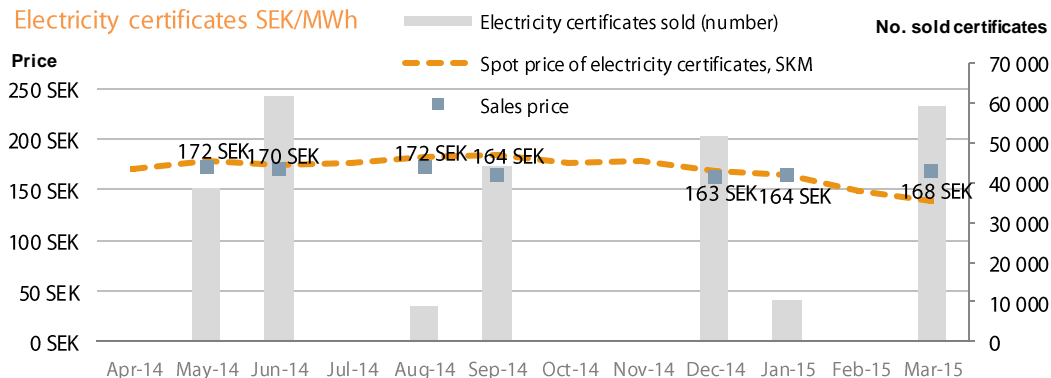 Electricity certificates SEK/MWh
Electricity certificates sold (number)
Spot price of electricity certificates, SKM
Sales price
No. sold certificates
Price
250 SEK
200 SEK
150 SEK
100 SEK
50 SEK
0 SEK
172 SEK
170 SEK
172 SEK
164 SEK
163 SEK
164 SEK
168 SEK
70 000
60 000
50 000
40 000
30 000
20 000
10 000
0
Apr-14
May-14
Jun-14
Jul-14
Aug-14
Sep-14
Oct-14
Nov-14
Dec-14
Jan-15
Feb-15
Mar-15